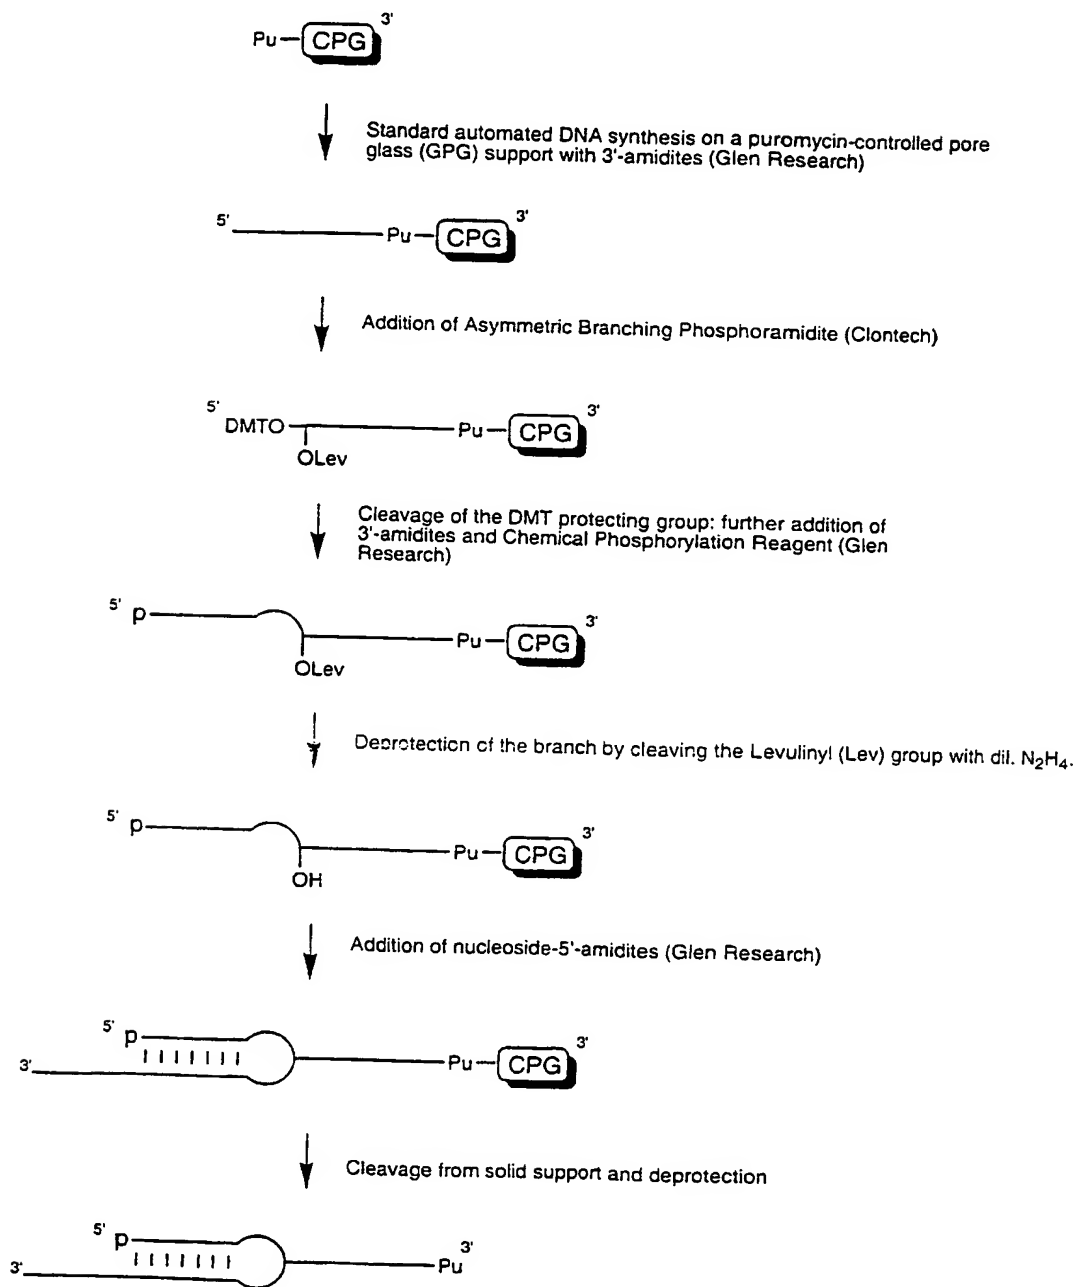 3'
Pu CPG
Standard automated DNA synthesis on a puromycin-controlled pore
glass (GPG) support with 3'-amidites (Glen Research)
5' 3'
Pu CPG
Addition of Asymmetric Branching Phosphoramidite (Clontech)
5' 3'
DMTO Pu CPG
OLev
Cleavage of the DMT protecting group: further addition of
3'-amidites and Chemical Phosphorylation Reagent (Glen
Research)
5' p 3'
Pu CPG
OLev
Deprotection of the branch by cleaving the Levulinyl (Lev) group with dil. N₂H₄.
5' p 3'
Pu CPG
OH
Addition of nucleoside-5'-amidites (Glen Research)
5' p 3'
3' Pu CPG
Cleavage from solid support and deprotection
5' p 3'
3' Pu